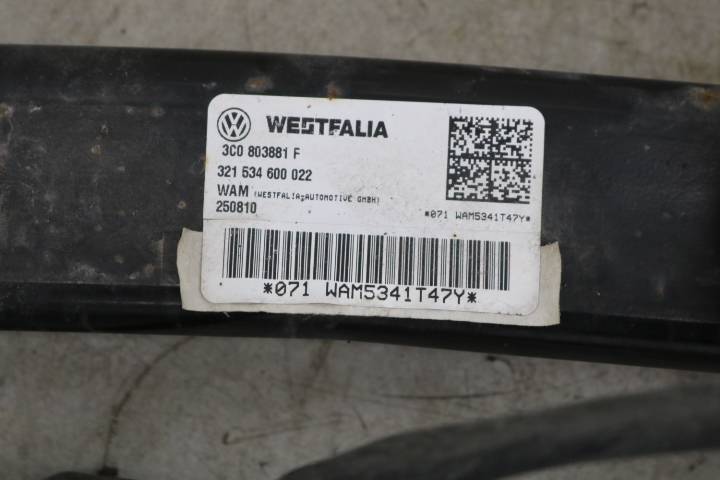 WESTFALIA
3C0 803881 F
321 534 600 022
WAM (WESTFALIA-AUTOMOTIVE GMBH)
250810
*071 WAM5341T47Y*
*071 WAM5341T47Y*